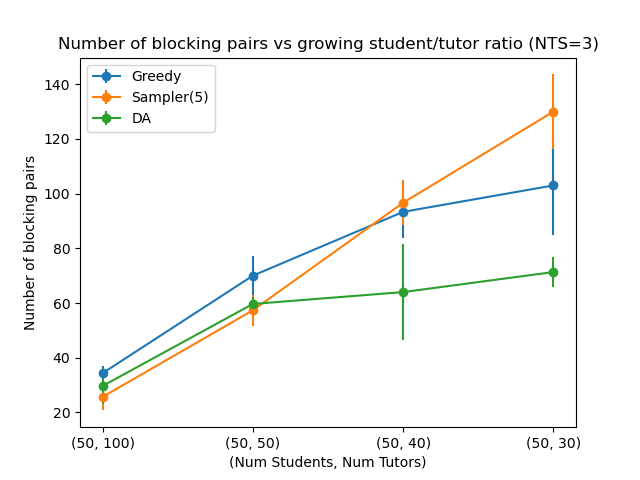 Number of blocking pairs vs growing student/tutor ratio (NTS=3)
Greedy
Sampler(5)
DA
Number of blocking pairs
140
120
100
80
60
40
20
(50, 100)
(50, 50)
(50, 40)
(50, 30)
(Num Students, Num Tutors)